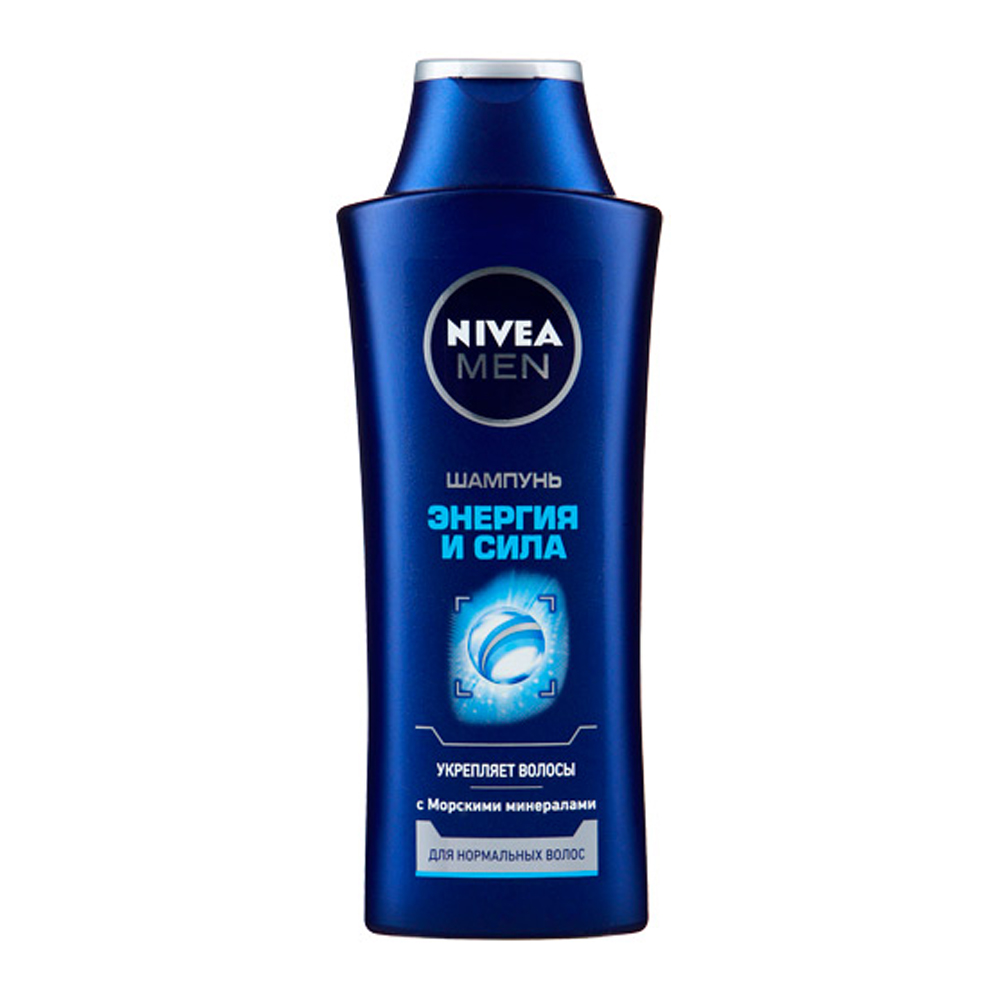 NIVEA
MEN
ШАМПУНЬ
ЭНЕРГИЯ
И СИЛА
УКРЕПЛЯЕТ ВОЛОСЫ
с Морскими минералами
ДЛЯ НОРМАЛЬНЫХ ВОЛОС